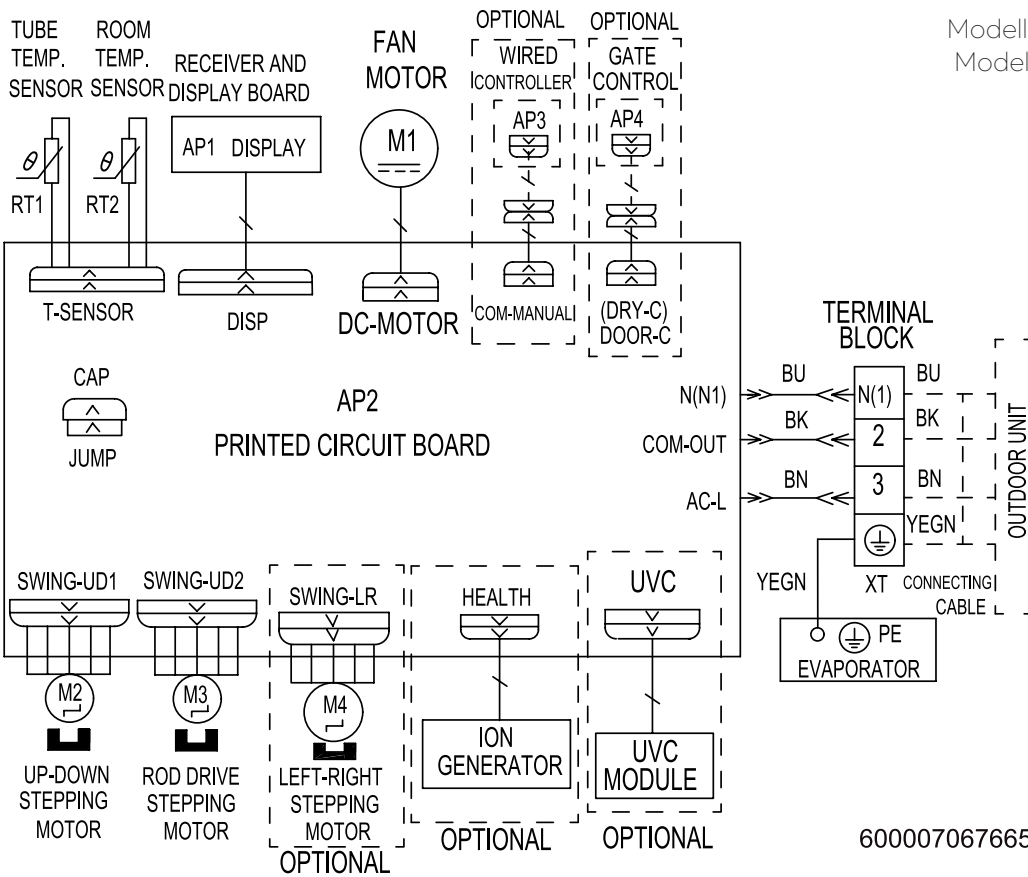 TUBE
TEMP.
SENSOR
ROOM
TEMP.
SENSOR
RECEIVER AND
DISPLAY BOARD
FAN
MOTOR
OPTIONAL
WIRED
CONTROLLER
OPTIONAL
GATE
CONTROL
Modell
Model
AP1 DISPLAY
M1
AP3
AP4
θ
RT1
θ
RT2
T-SENSOR
DISP
DC-MOTOR
COM-MANUAL
(DRY-C)
DOOR-C
TERMINAL
BLOCK
CAP
JUMP
AP2
PRINTED CIRCUIT BOARD
N(N1)
BU
N(1)
BU
COM-OUT
BK
2
BK
AC-L
BN
3
BN
YEGN
OUTDOOR UNIT
YEGN
XT
CONNECTING
CABLE
PE
EVAPORATOR
SWING-UD1
SWING-UD2
SWING-LR
HEALTH
UVC
M2
M3
M4
UP-DOWN
STEPPING
MOTOR
ROD DRIVE
STEPPING
MOTOR
LEFT-RIGHT
STEPPING
MOTOR
OPTIONAL
ION
GENERATOR
OPTIONAL
UVC
MODULE
OPTIONAL
600007067665